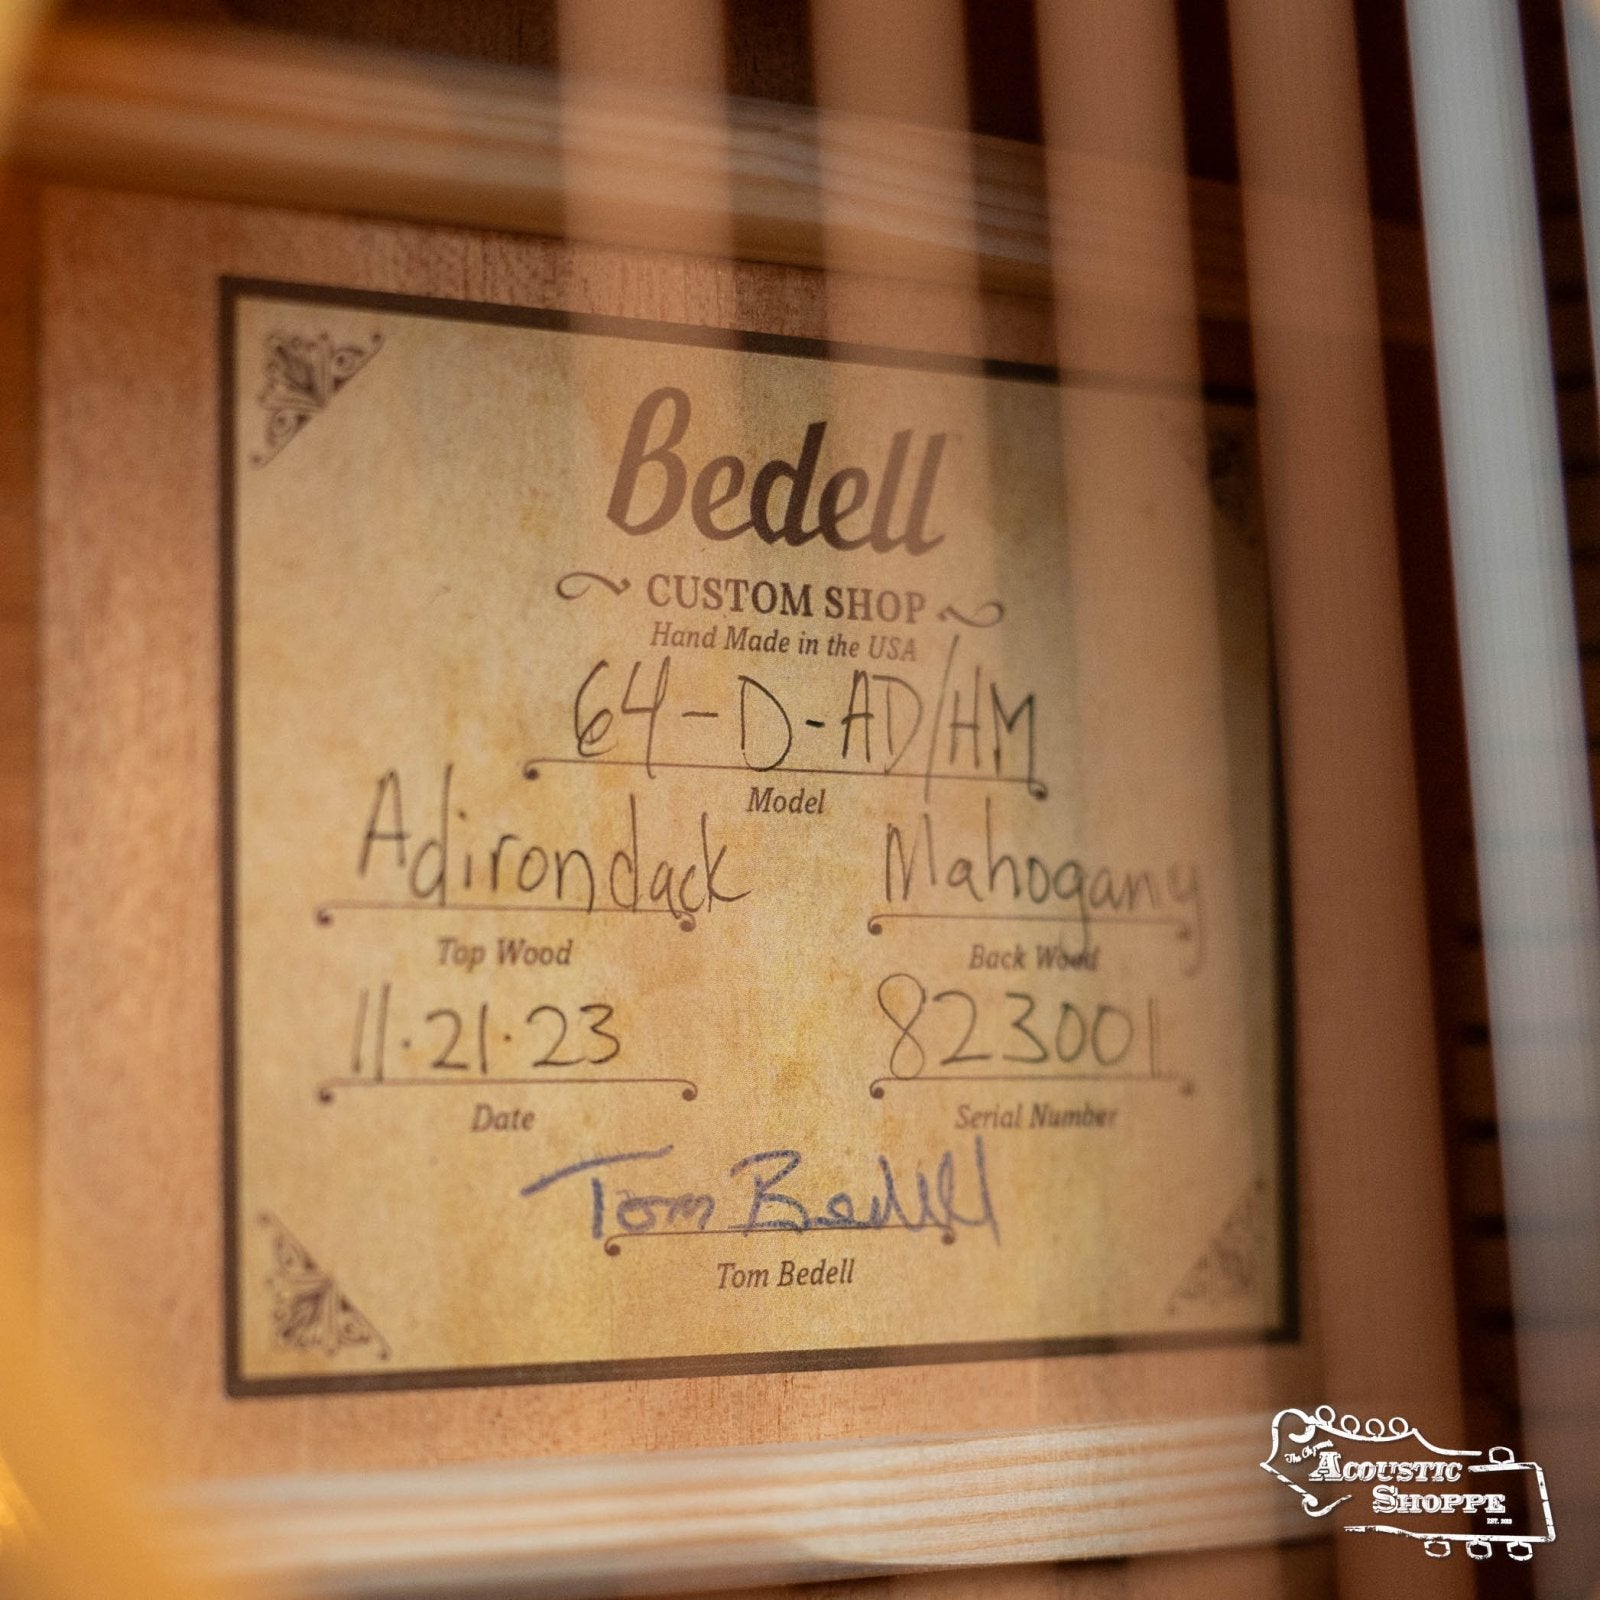 Bedell
CUSTOM SHOP
Hand Made in the USA
64-D-AD/HM
Model
Adirondack Mahogany
Top Wood Back Wood
11·21·23 823001
Date Serial Number
Tom Bedell
Tom Bedell
ACOUSTIC
SHOPPE